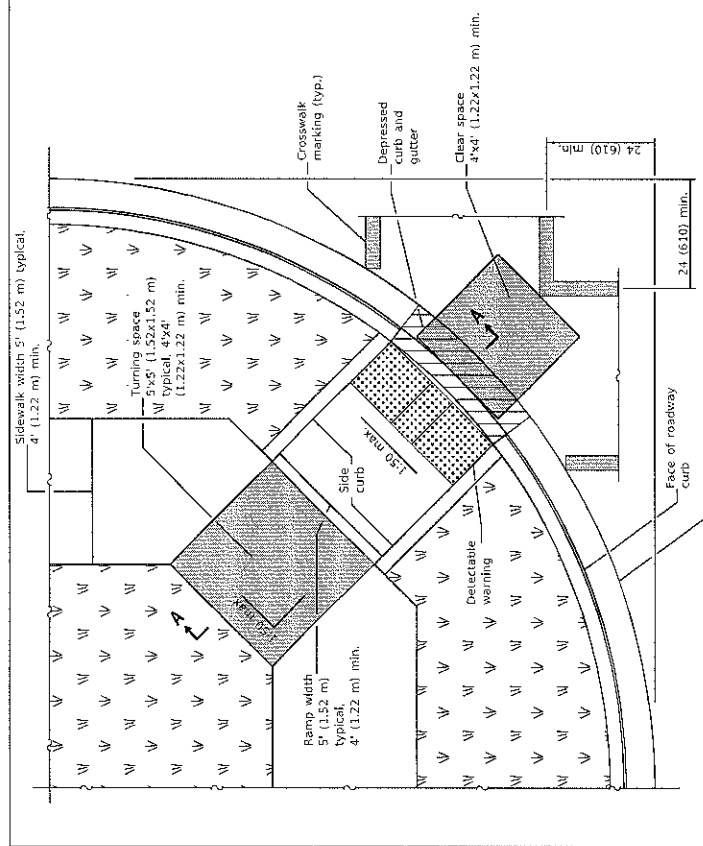 Sidewalk width 5' (1.52 m) typical,
4' (1.22 m) min.
Turning space
5'x5' (1.52x1.52 m)
typical, 4'x4'
(1.22x1.22 m) min.
Crosswalk
marking (typ.)
Depressed
curb and
gutter
Clear space
4'x4' (1.22x1.22 m) min.
24 (610) min.
24 (610) min.
A
1:50 max.
Side
curb
1:50 max.
A
Ramp width
5' (1.52 m)
typical,
4' (1.22 m) min.
Detectable
warning
Face of roadway
curb